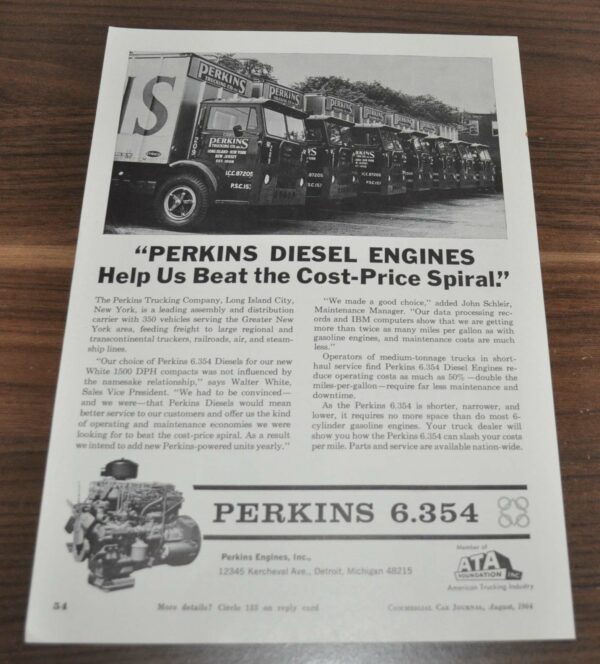 S
PERKINS
TRUCKING CO.
PERKINS
PERKINS
PERKINS
TRUCKING CO. INC.
LONG ISLAND - NEW YORK
NEW JERSEY
I.C.C. 87205
P.S.C. 152
I.C.C. 87205
"PERKINS DIESEL ENGINES
Help Us Beat the Cost-Price Spiral."
The Perkins Trucking Company, Long Island City,
New York, is a leading assembly and distribution
carrier with 350 vehicles serving the Greater New
York area, feeding freight to large regional and
transcontinental truckers, railroads, air, and steam-
ship lines.
"Our choice of Perkins 6.354 Diesels for our new
White 1500 DPH compacts was not influenced by
the namesake relationship," says Walter White,
Sales Vice President. "We had to be convinced—
and we were—that Perkins Diesels would mean
better service to our customers and offer us the kind
of operating and maintenance economies we were
looking for to beat the cost-price spiral. As a result
we intend to add new Perkins-powered units yearly."
"We made a good choice," added John Schleir,
Maintenance Manager. "Our data processing rec-
ords and IBM computers show that we are getting
more than twice as many miles per gallon as with
gasoline engines, and maintenance costs are much
less."
Operators of medium-tonnage trucks in short-
haul service find Perkins 6.354 Diesel Engines re-
duce operating costs as much as 50% —double the
miles-per-gallon—require far less maintenance and
downtime.
As the Perkins 6.354 is shorter, narrower, and
lower, it requires no more space than do most 6-
cylinder gasoline engines. Your truck dealer will
show you how the Perkins 6.354 can slash your costs
per mile. Parts and service are available nation-wide.
PERKINS 6.354
Perkins Engines, Inc.,
12345 Kercheval Ave., Detroit, Michigan 48215
Member of
ATA
FOUNDATION INC.
American Trucking Industry
54
More details? Circle 133 on reply card
COMMERCIAL CAR JOURNAL, August, 1964